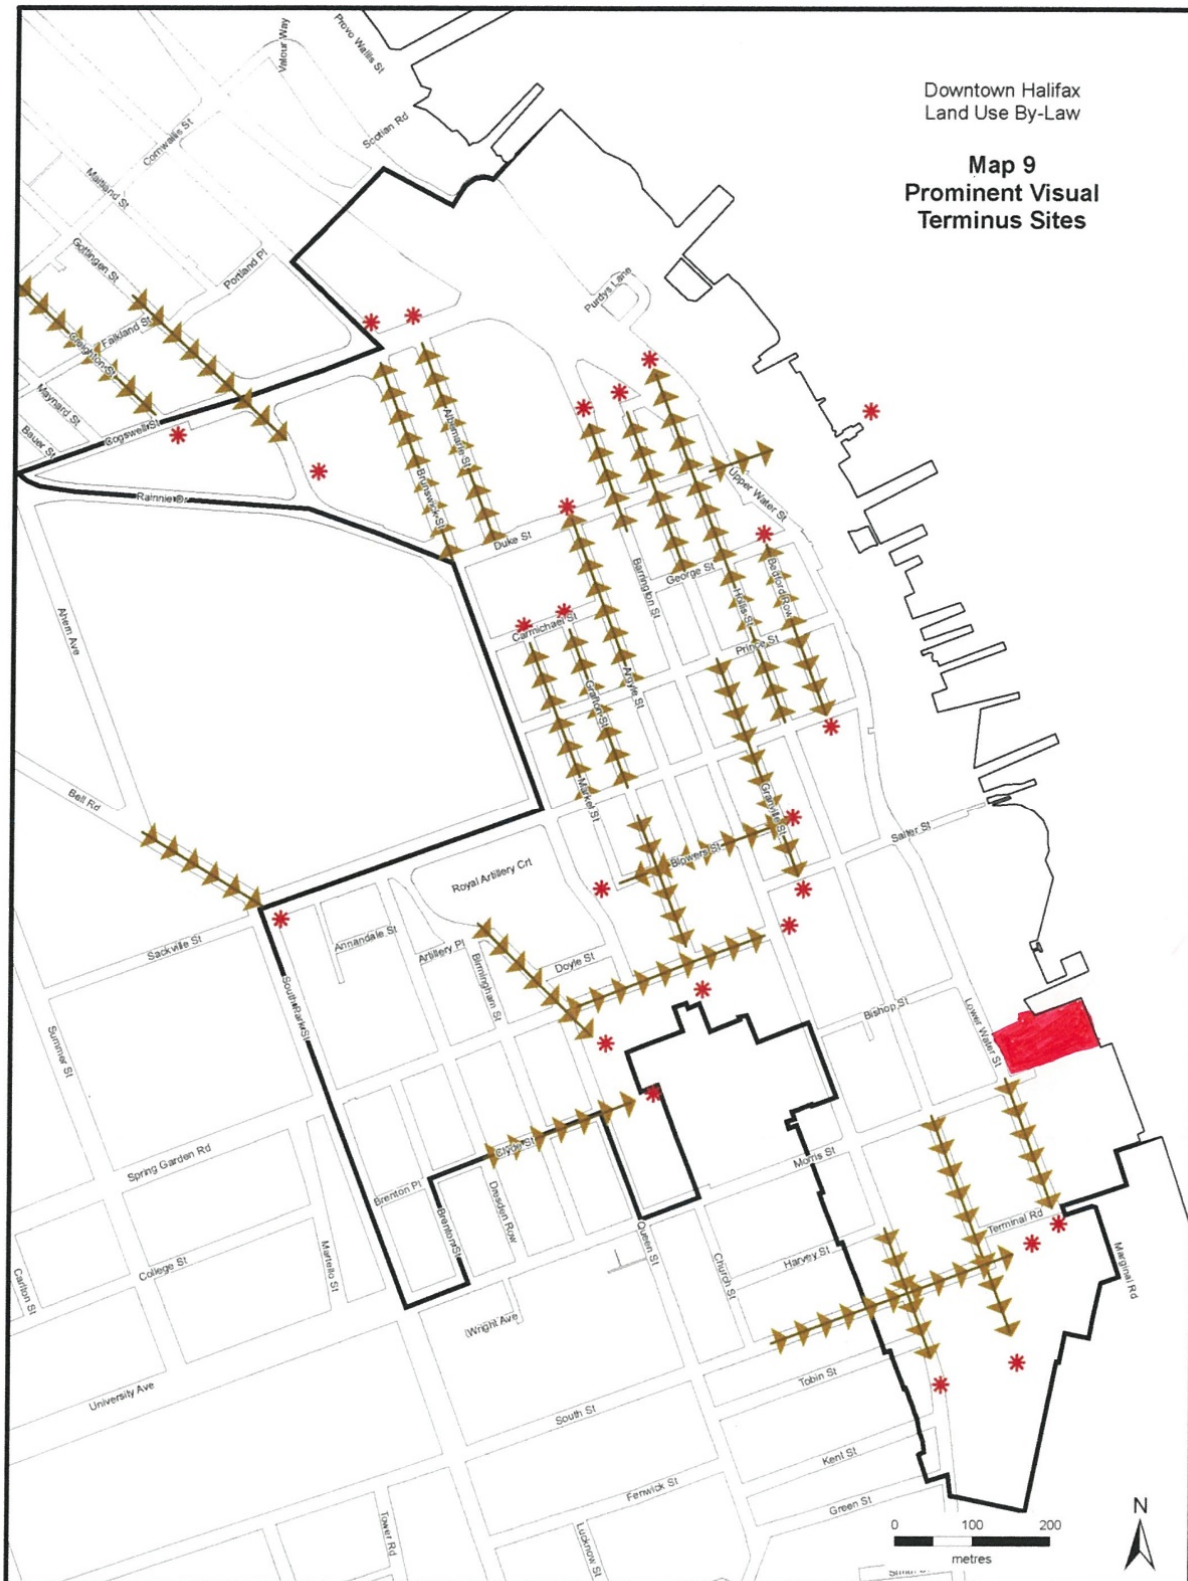 Downtown Halifax
Land Use By-Law
Map 9
Prominent Visual
Terminus Sites
Provo Wallis St
Valour Way
Scotian Rd
Cornwallis St
Maitland St
Gottingen St
Portland Pl
Purdys Lane
Falkland St
Creighton St
Maynard St
Bauer St
Cogswell St
Rainnie Dr
Albemarle St
Brunswick St
Duke St
Upper Water St
Barrington St
George St
Bedford Row
Hollis St
Carmichael St
Prince St
Ahern Ave
Argyle St
Grafton St
Market St
Bell Rd
Granville St
Blowers St
Salter St
Royal Artillery Crt
Sackville St
Annandale St
Artillery Pl
Birmingham St
Doyle St
Bishop St
Lower Water St
South Park St
Summer St
Spring Garden Rd
Clyde St
Morris St
Brenton Pl
Dresden Row
Brenton St
Queen St
Church St
Harvey St
Terminal Rd
Marginal Rd
College St
Martello St
Carlton St
Wright Ave
Tobin St
University Ave
South St
Kent St
Fenwick St
Green St
Tower Rd
Lucknow St
N
0 100 200
metres